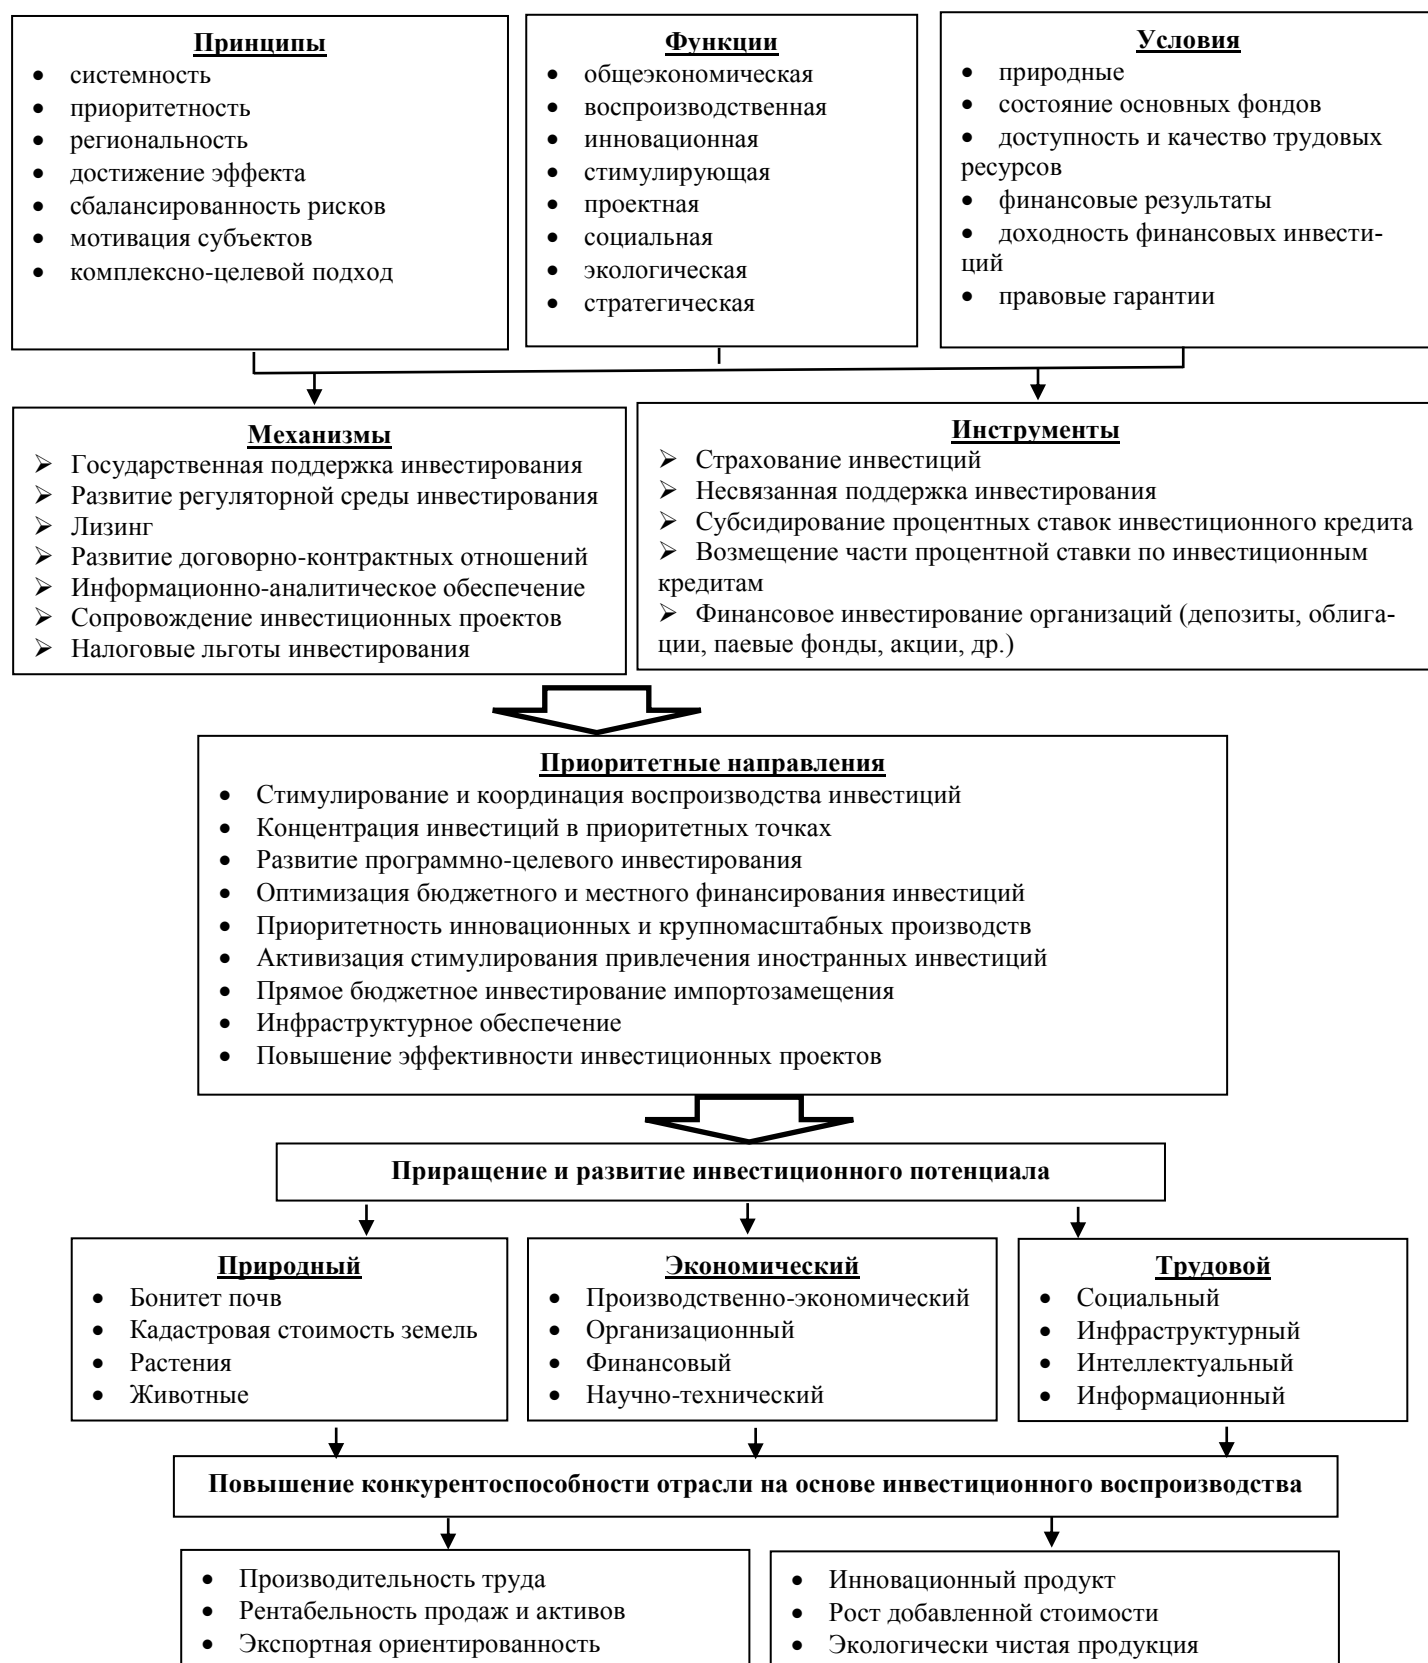 Принципы
• системность
• приоритетность
• региональность
• достижение эффекта
• сбалансированность рисков
• мотивация субъектов
• комплексно-целевой подход
Функции
• общеэкономическая
• воспроизводственная
• инновационная
• стимулирующая
• проектная
• социальная
• экологическая
• стратегическая
Условия
• природные
• состояние основных фондов
• доступность и качество трудовых
ресурсов
• финансовые результаты
• доходность финансовых инвести-
ций
• правовые гарантии
Механизмы
➢ Государственная поддержка инвестирования
➢ Развитие регуляторной среды инвестирования
➢ Лизинг
➢ Развитие договорно-контрактных отношений
➢ Информационно-аналитическое обеспечение
➢ Сопровождение инвестиционных проектов
➢ Налоговые льготы инвестирования
Инструменты
➢ Страхование инвестиций
➢ Несвязанная поддержка инвестирования
➢ Субсидирование процентных ставок инвестиционного кредита
➢ Возмещение части процентной ставки по инвестиционным
кредитам
➢ Финансовое инвестирование организаций (депозиты, облига-
ции, паевые фонды, акции, др.)
Приоритетные направления
• Стимулирование и координация воспроизводства инвестиций
• Концентрация инвестиций в приоритетных точках
• Развитие программно-целевого инвестирования
• Оптимизация бюджетного и местного финансирования инвестиций
• Приоритетность инновационных и крупномасштабных производств
• Активизация стимулирования привлечения иностранных инвестиций
• Прямое бюджетное инвестирование импортозамещения
• Инфраструктурное обеспечение
• Повышение эффективности инвестиционных проектов
Приращение и развитие инвестиционного потенциала
Природный
• Бонитет почв
• Кадастровая стоимость земель
• Растения
• Животные
Экономический
• Производственно-экономический
• Организационный
• Финансовый
• Научно-технический
Трудовой
• Социальный
• Инфраструктурный
• Интеллектуальный
• Информационный
Повышение конкурентоспособности отрасли на основе инвестиционного воспроизводства
• Производительность труда
• Рентабельность продаж и активов
• Экспортная ориентированность
• Инновационный продукт
• Рост добавленной стоимости
• Экологически чистая продукция